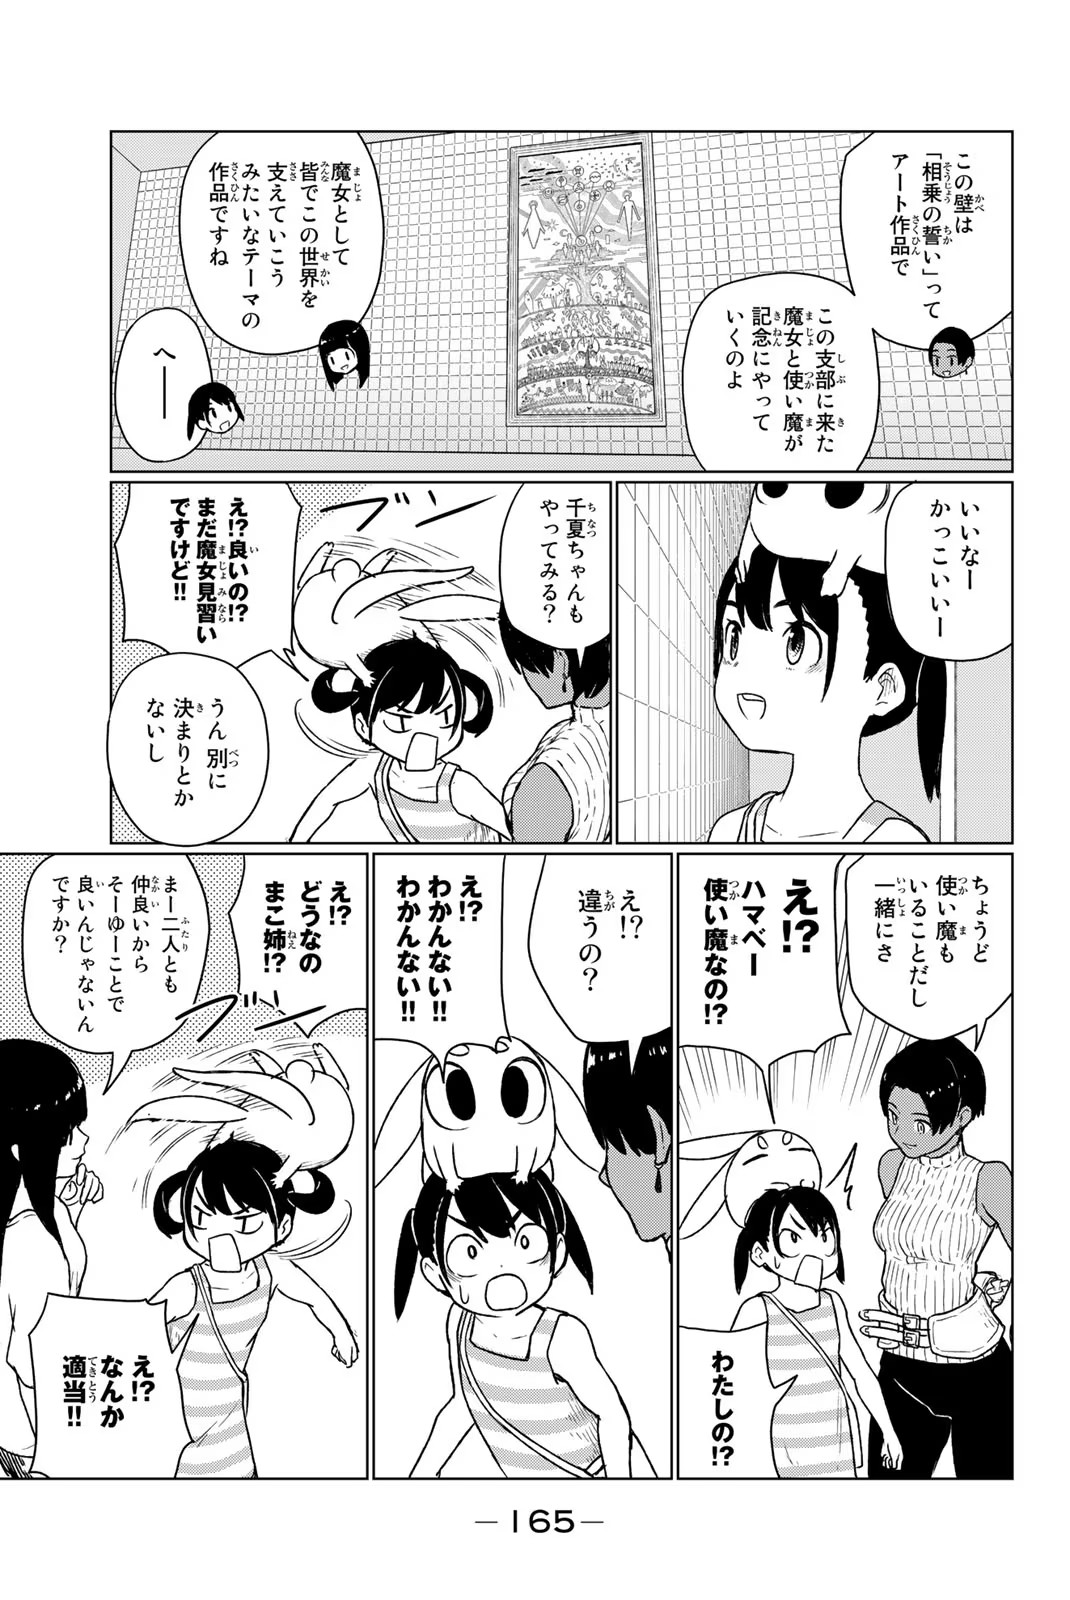 この壁は
「相乗の誓い」って
アート作品で
この支部に来た
魔女と使い魔が
記念にやって
いくのよ
魔女として
皆でこの世界を
支えていこう
みたいなテーマの
作品ですね
へーー
いいなー
かっこいいー
千夏ちゃんも
やってみる?
え!?良いの!?
まだ魔女見習い
ですけど!!
うん 別に
決まりとか
ないし
ちょうど
使い魔も
いることだし
一緒にさ
え!?
ハマベー
使い魔なの!?
わたしの!?
え!?
違うの?
え!?
わかんない!!
わかんない!!
え!?
どうなの
まこ姉!?
まー二人とも
仲良いから
そーゆーことで
良いんじゃないん
ですか?
え!?
なんか
適当!!
―165―